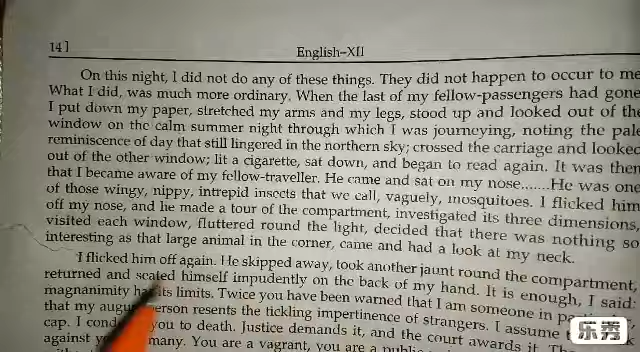 14]
English–XII
On this night, I did not do any of these things. They did not happen to occur to me
What I did, was much more ordinary. When the last of my fellow-passengers had gone
I put down my paper, stretched my arms and my legs, stood up and looked out of the
window on the calm summer night through which I was journeying, noting the pale
reminiscence of day that still lingered in the northern sky; crossed the carriage and looked
out of the other window; lit a cigarette, sat down, and began to read again. It was then
that I became aware of my fellow-traveller. He came and sat on my nose.......He was one
of those wingy, nippy, intrepid insects that we call, vaguely, mosquitoes. I flicked him
off my nose, and he made a tour of the compartment, investigated its three dimensions,
visited each window, fluttered round the light, decided that there was nothing so
interesting as that large animal in the corner, came and had a look at my neck.
I flicked him off again. He skipped away, took another jaunt round the compartment,
returned and seated himself impudently on the back of my hand. It is enough, I said:
magnanimity has its limits. Twice you have been warned that I am someone in
that my august person resents the tickling impertinence of strangers. I assume
cap. I you to death. Justice demands it, and the court awards it.
against many. You are a vagrant, you are a
乐秀